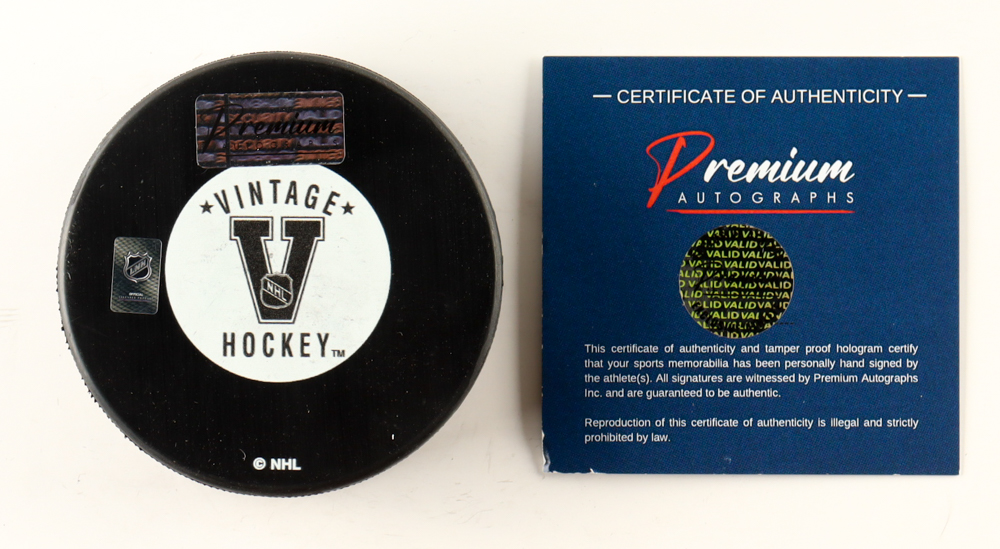 Premium
VINTAGE
V
NHL
HOCKEY™
© NHL
NHL
— CERTIFICATE OF AUTHENTICITY —
Premium
AUTOGRAPHS
VALID VALID VALID
This certificate of authenticity and tamper proof hologram certify
that your sports memorabilia has been personally hand signed by
the athlete(s). All signatures are witnessed by Premium Autographs
Inc. and are guaranteed to be authentic.
Reproduction of this certificate of authenticity is illegal and strictly
prohibited by law.